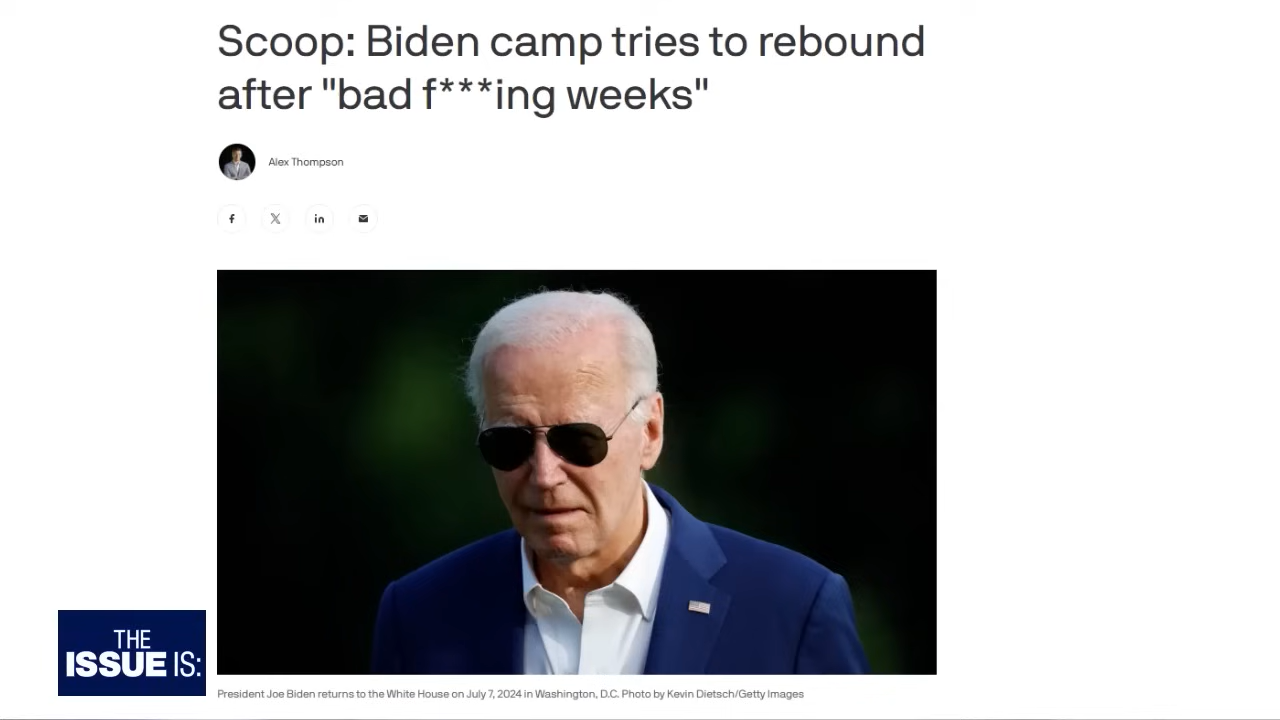 Scoop: Biden camp tries to rebound
after "bad f***ing weeks"
Alex Thompson
f
X
in
THE
ISSUE IS:
President Joe Biden returns to the White House on July 7, 2024 in Washington, D.C. Photo by Kevin Dietsch/Getty Images